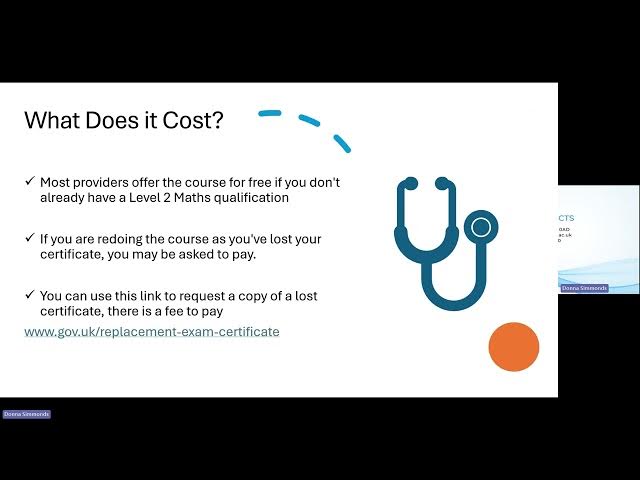 What Does it Cost?
✓ Most providers offer the course for free if you don't
already have a Level 2 Maths qualification
✓ If you are redoing the course as you've lost your
certificate, you may be asked to pay.
✓ You can use this link to request a copy of a lost
certificate, there is a fee to pay
www.gov.uk/replacement-exam-certificate
CTS
ac.uk
Donna Simmonds
Donna Simmonds